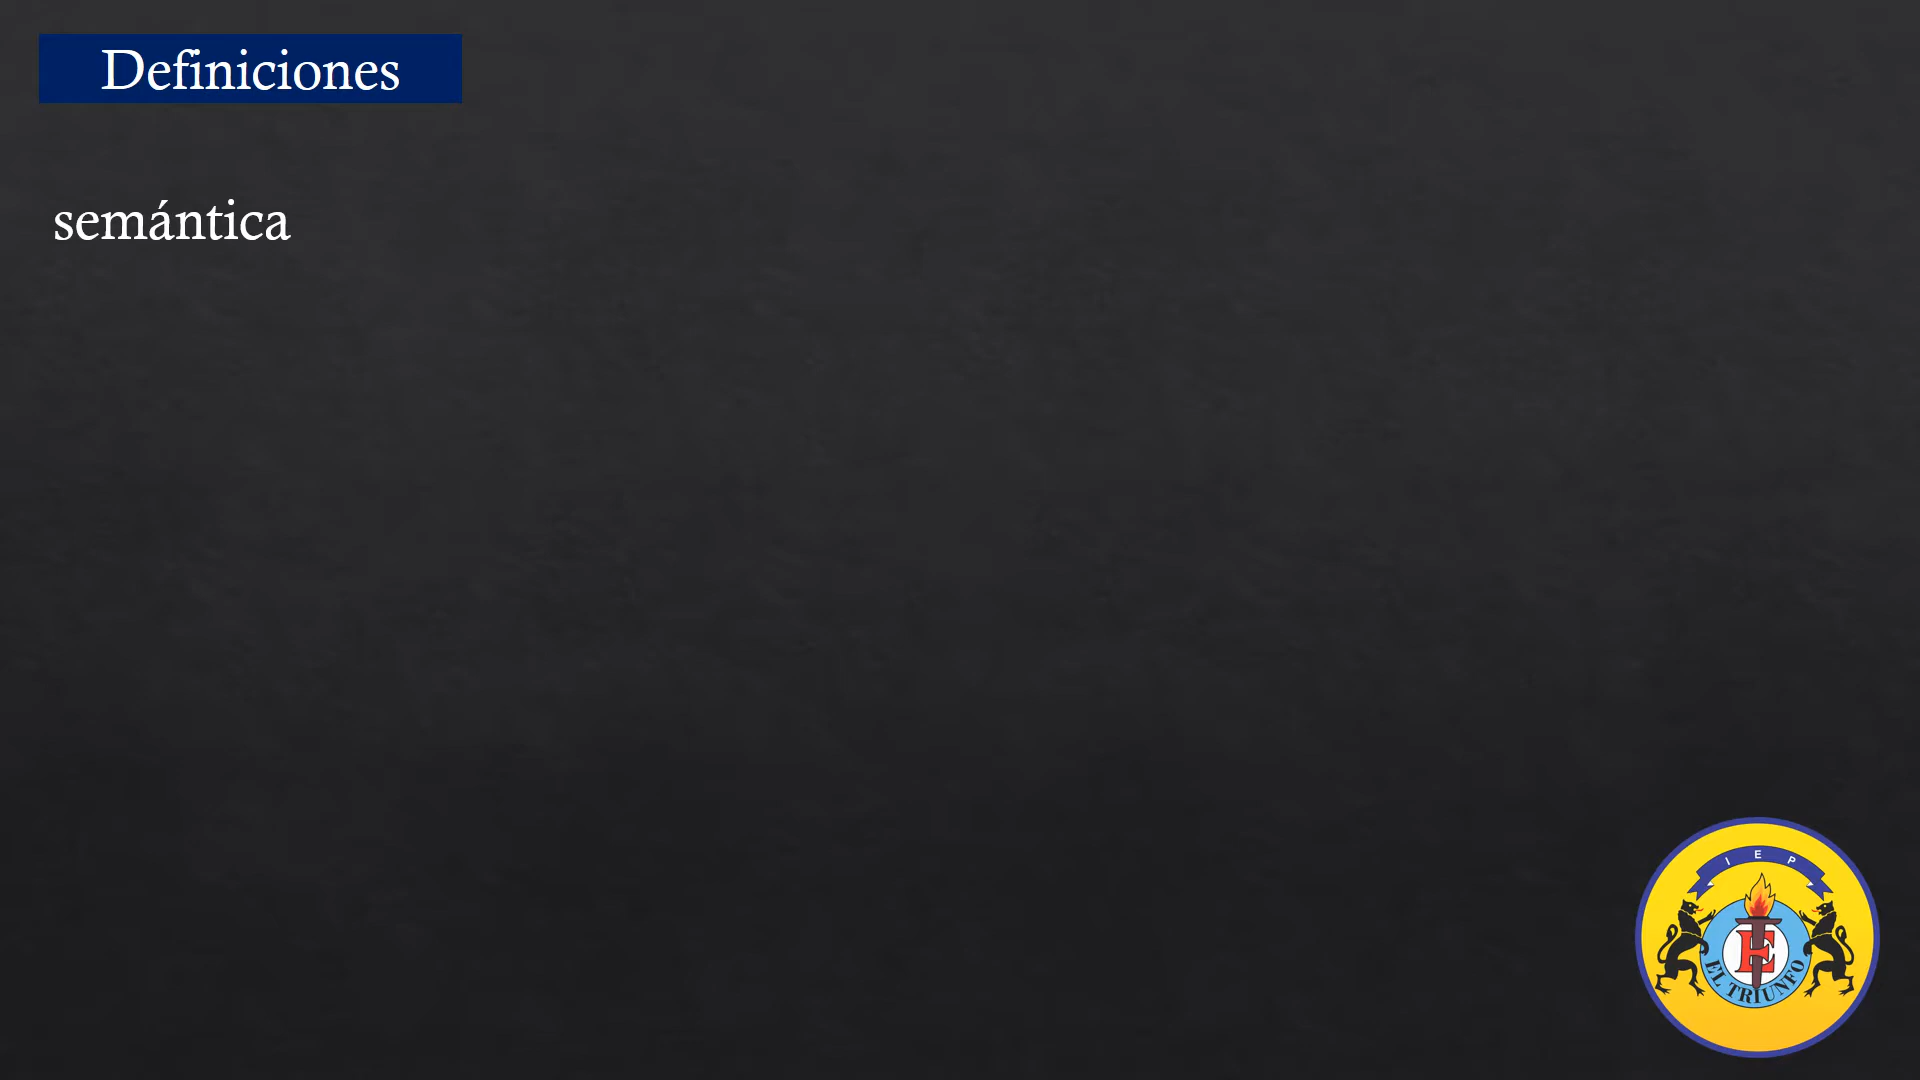 Definiciones
semántica
I E P
E
EL TRIUNFO